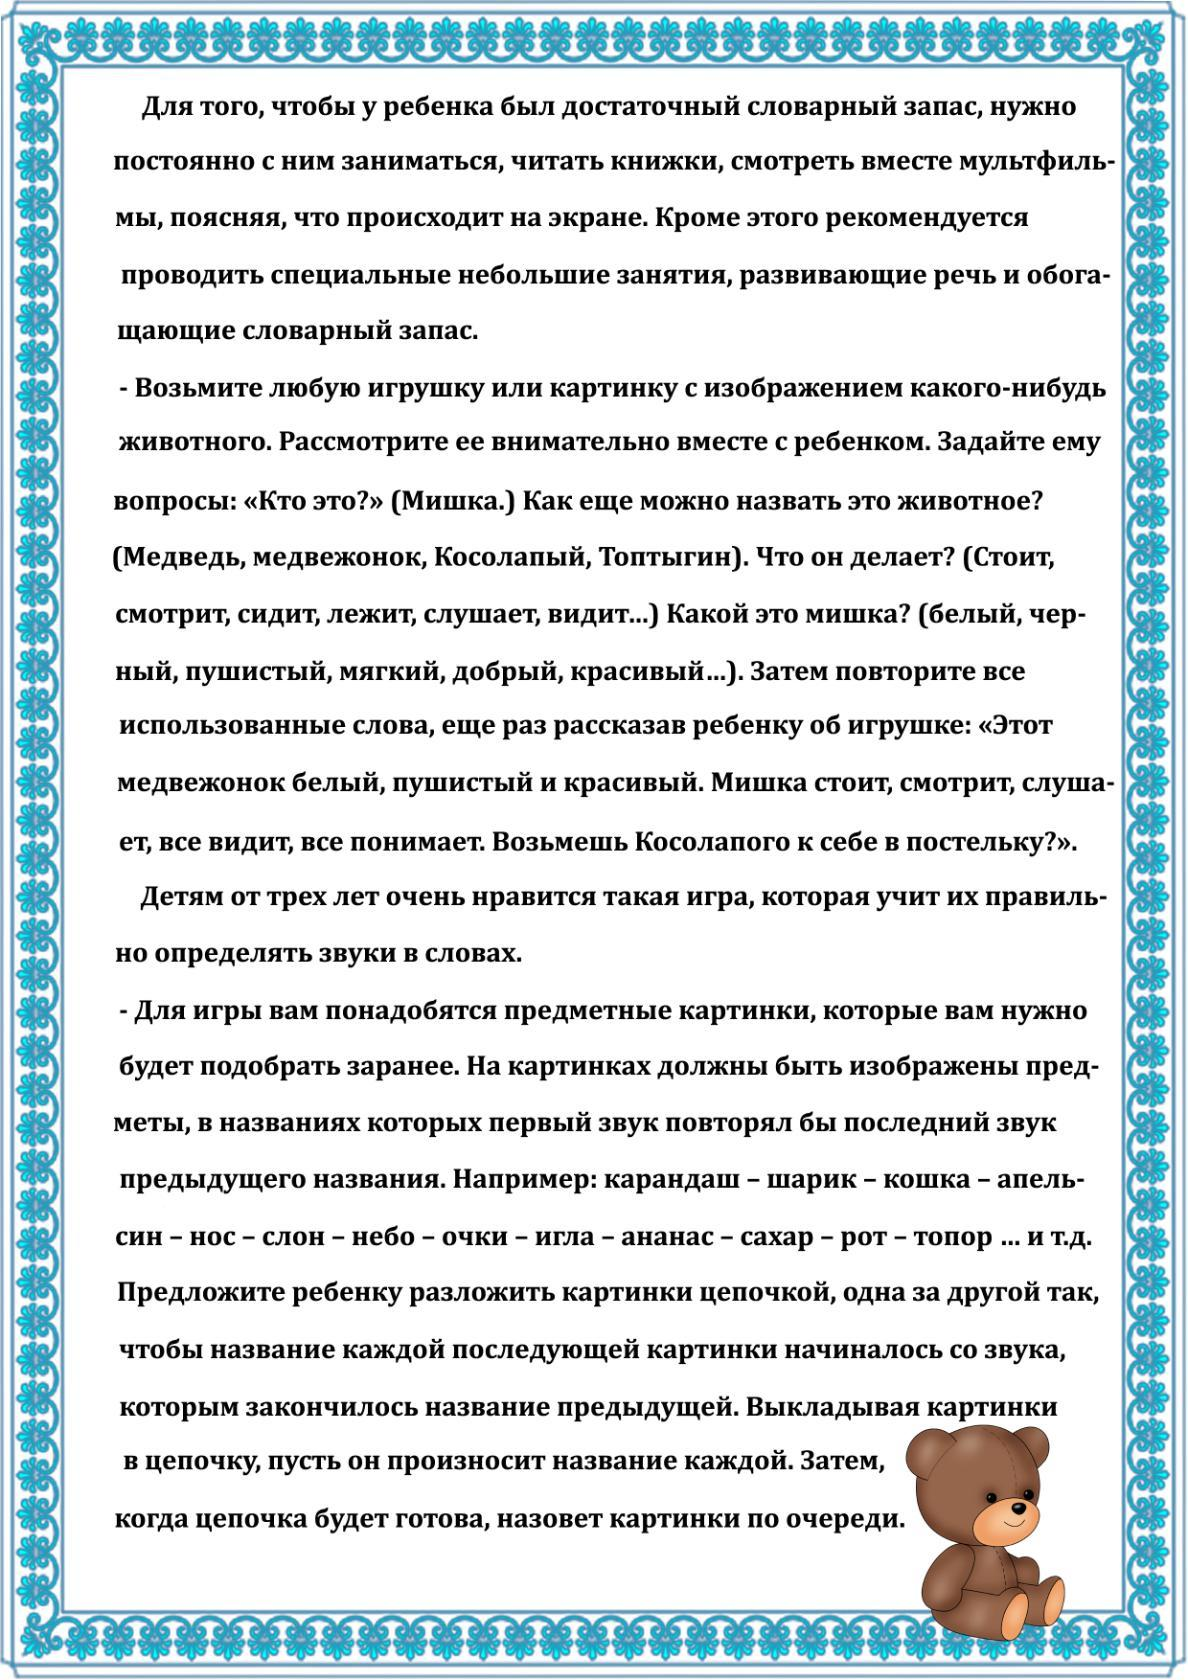 Для того, чтобы у ребенка был достаточный словарный запас, нужно
постоянно с ним заниматься, читать книжки, смотреть вместе мультфиль-
мы, поясняя, что происходит на экране. Кроме этого рекомендуется
проводить специальные небольшие занятия, развивающие речь и обога-
щающие словарный запас.
- Возьмите любую игрушку или картинку с изображением какого-нибудь
животного. Рассмотрите ее внимательно вместе с ребенком. Задайте ему
вопросы: «Кто это?» (Мишка.) Как еще можно назвать это животное?
(Медведь, медвежонок, Косолапый, Топтыгин). Что он делает? (Стоит,
смотрит, сидит, лежит, слушает, видит...) Какой это мишка? (белый, чер-
ный, пушистый, мягкий, добрый, красивый...). Затем повторите все
использованные слова, еще раз рассказав ребенку об игрушке: «Этот
медвежонок белый, пушистый и красивый. Мишка стоит, смотрит, слуша-
ет, все видит, все понимает. Возьмешь Косолапого к себе в постельку?».
Детям от трех лет очень нравится такая игра, которая учит их правиль-
но определять звуки в словах.
- Для игры вам понадобятся предметные картинки, которые вам нужно
будет подобрать заранее. На картинках должны быть изображены пред-
меты, в названиях которых первый звук повторял бы последний звук
предыдущего названия. Например: карандаш – шарик – кошка – апель-
син – нос – слон – небо – очки – игла – ананас – сахар – рот – топор ... и т.д.
Предложите ребенку разложить картинки цепочкой, одна за другой так,
чтобы название каждой последующей картинки начиналось со звука,
которым закончилось название предыдущей. Выкладывая картинки
в цепочку, пусть он произносит название каждой. Затем,
когда цепочка будет готова, назовет картинки по очереди.